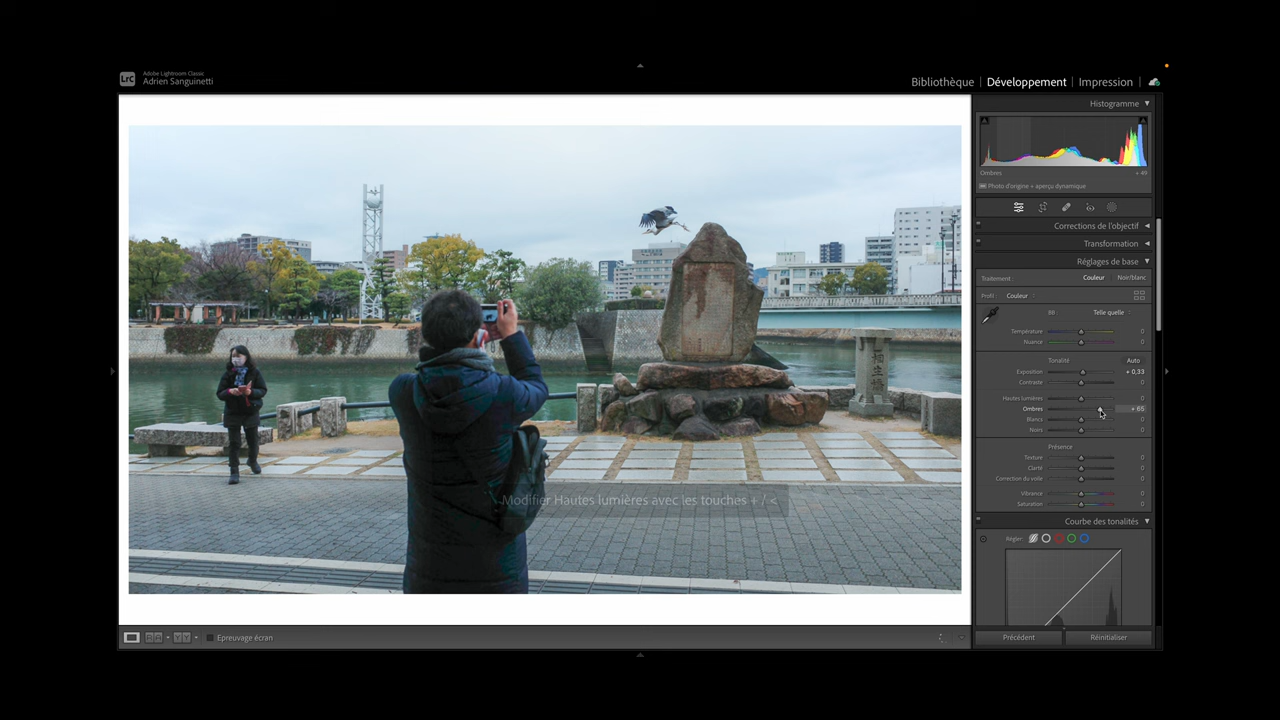 LrC
Adobe Lightroom Classic
Adrien Sanguinetti
Bibliothèque | Développement | Impression |
Histogramme
Ombres + 49
Photo d'origine + aperçu dynamique
Corrections de l'objectif
Transformation
Réglages de base
Traitement : Couleur Noir/blanc
Profil : Couleur
BB Telle quelle
Température 0
Nuance 0
Tonalité Auto
Exposition + 0,33
Contraste 0
Hautes lumières 0
Ombres + 65
Blancs 0
Noirs 0
Présence
Texture 0
Clarté 0
Correction du voile 0
Vibrance 0
Saturation 0
Courbe des tonalités
Régler :
相生橋
Modifier Hautes lumières avec les touches + / <
Epreuvage écran
Précédent Réinitialiser